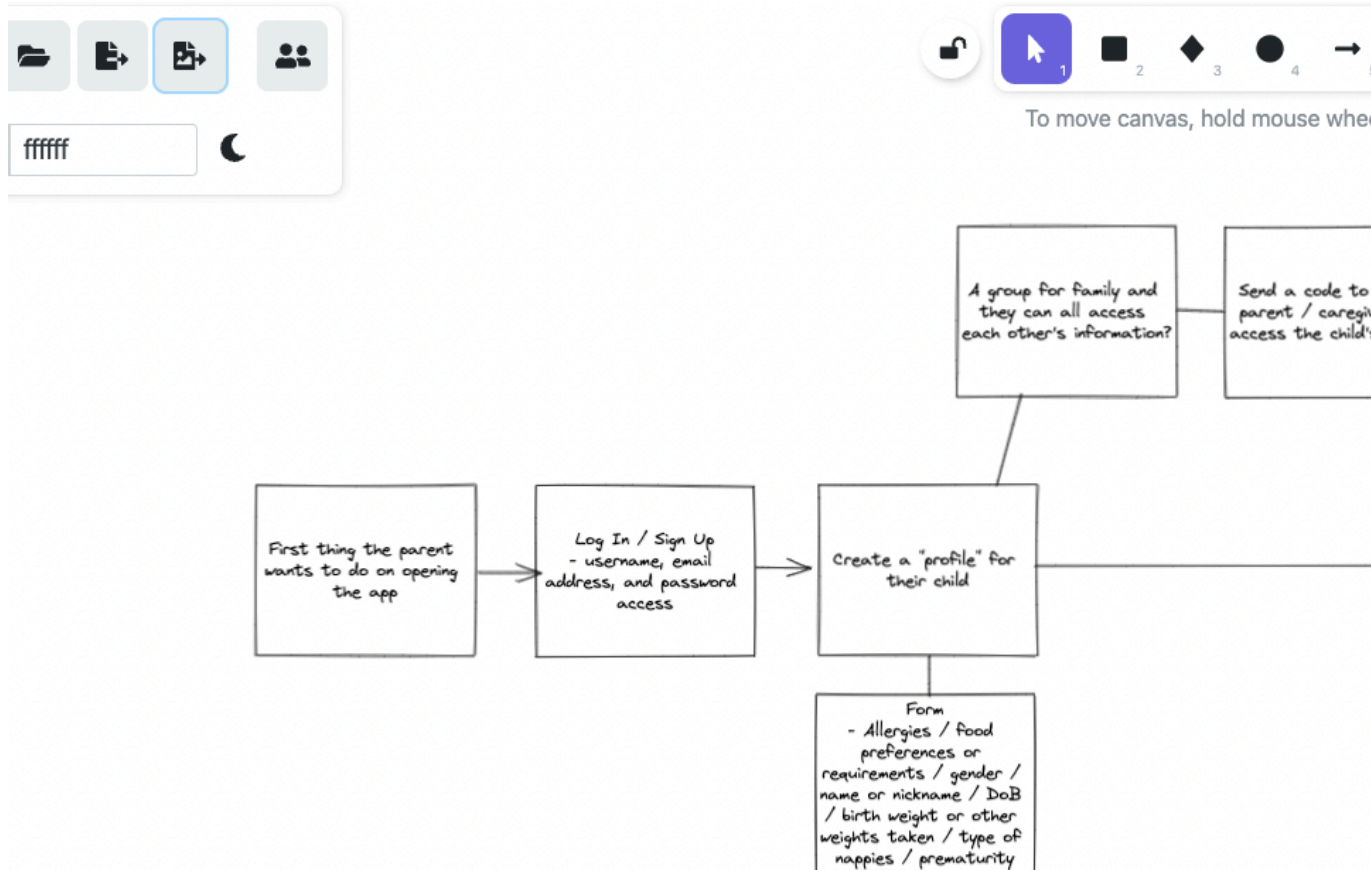 ffffff
1
2
3
4
To move canvas, hold mouse
A group for family and
they can all access
each other's information?
Send a code to
parent /
access the
First thing the parent
wants to do on opening
the app
Log In / Sign Up
- username, email
address, and password
access
Create a "profile" for
their child
Form
- Allergies / food
preferences or
requirements / gender /
name or nickname / DoB
/ birth weight or other
weights taken / type of
nappies / prematurity